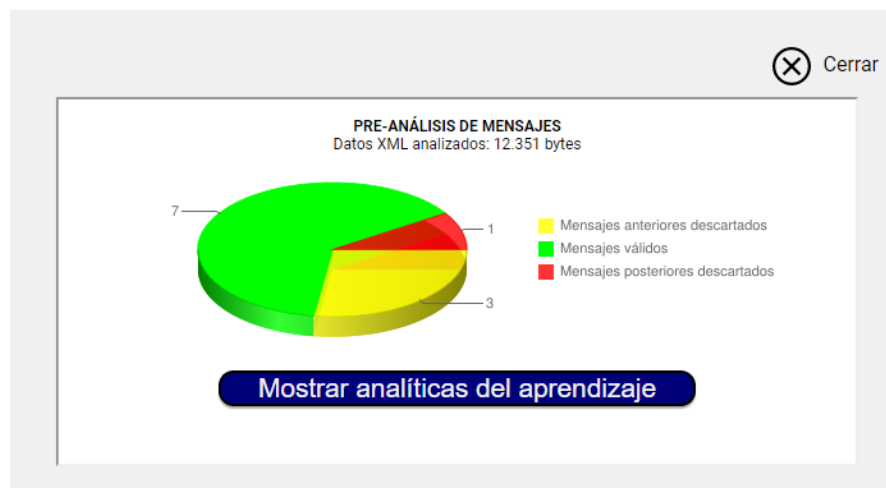 Cerrar
PRE-ANÁLISIS DE MENSAJES
Datos XML analizados: 12.351 bytes
7
1
3
Mensajes anteriores descartados
Mensajes válidos
Mensajes posteriores descartados
Mostrar analíticas del aprendizaje